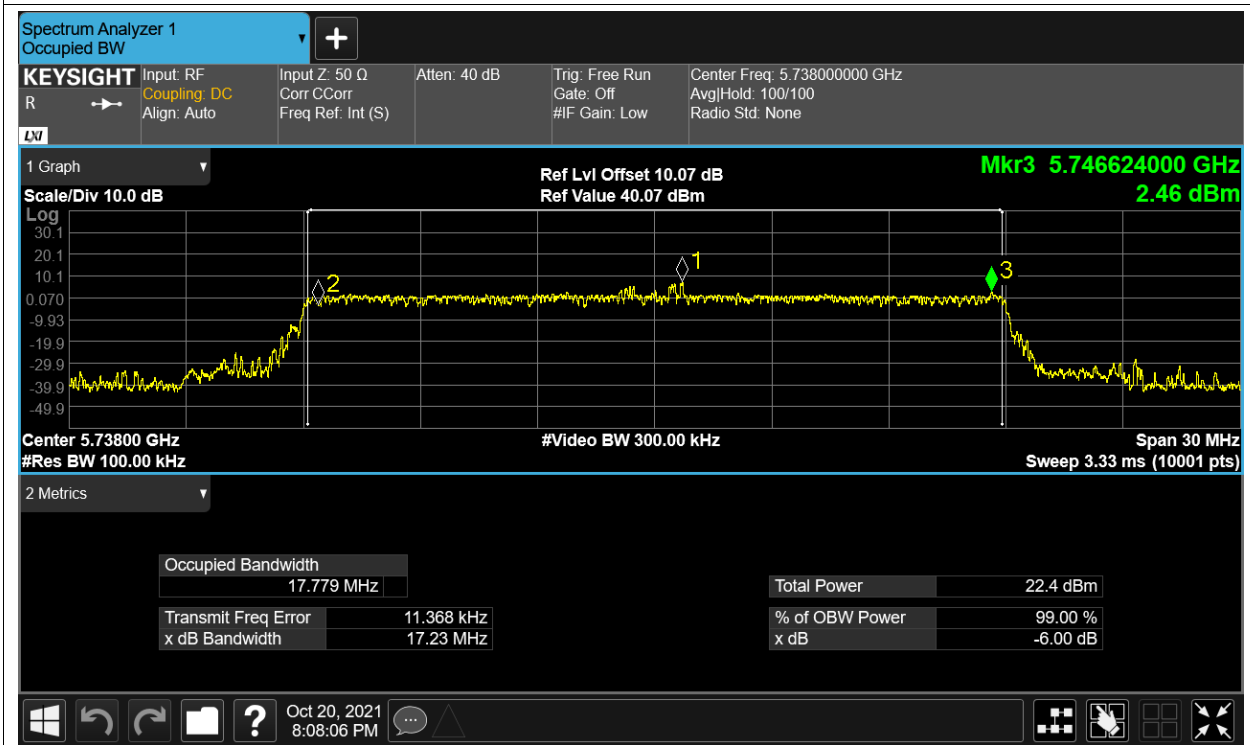 Spectrum Analyzer 1
Occupied BW
KEYSIGHT
R
LXI
Input: RF
Coupling: DC
Align: Auto
Input Z: 50 Ω
Corr CCorr
Freq Ref: Int (S)
Atten: 40 dB
Trig: Free Run
Gate: Off
#IF Gain: Low
Center Freq: 5.738000000 GHz
Avg|Hold: 100/100
Radio Std: None
1 Graph
Scale/Div 10.0 dB
Ref Lvl Offset 10.07 dB
Ref Value 40.07 dBm
Mkr3 5.746624000 GHz
2.46 dBm
Log
30.1
20.1
10.1
0.070
-9.93
-19.9
-29.9
-39.9
-49.9
2
1
3
Center 5.73800 GHz
#Res BW 100.00 kHz
#Video BW 300.00 kHz
Span 30 MHz
Sweep 3.33 ms (10001 pts)
2 Metrics
Occupied Bandwidth
17.779 MHz
Transmit Freq Error 11.368 kHz
x dB Bandwidth 17.23 MHz
Total Power 22.4 dBm
% of OBW Power 99.00 %
x dB -6.00 dB
?
Oct 20, 2021
8:08:06 PM